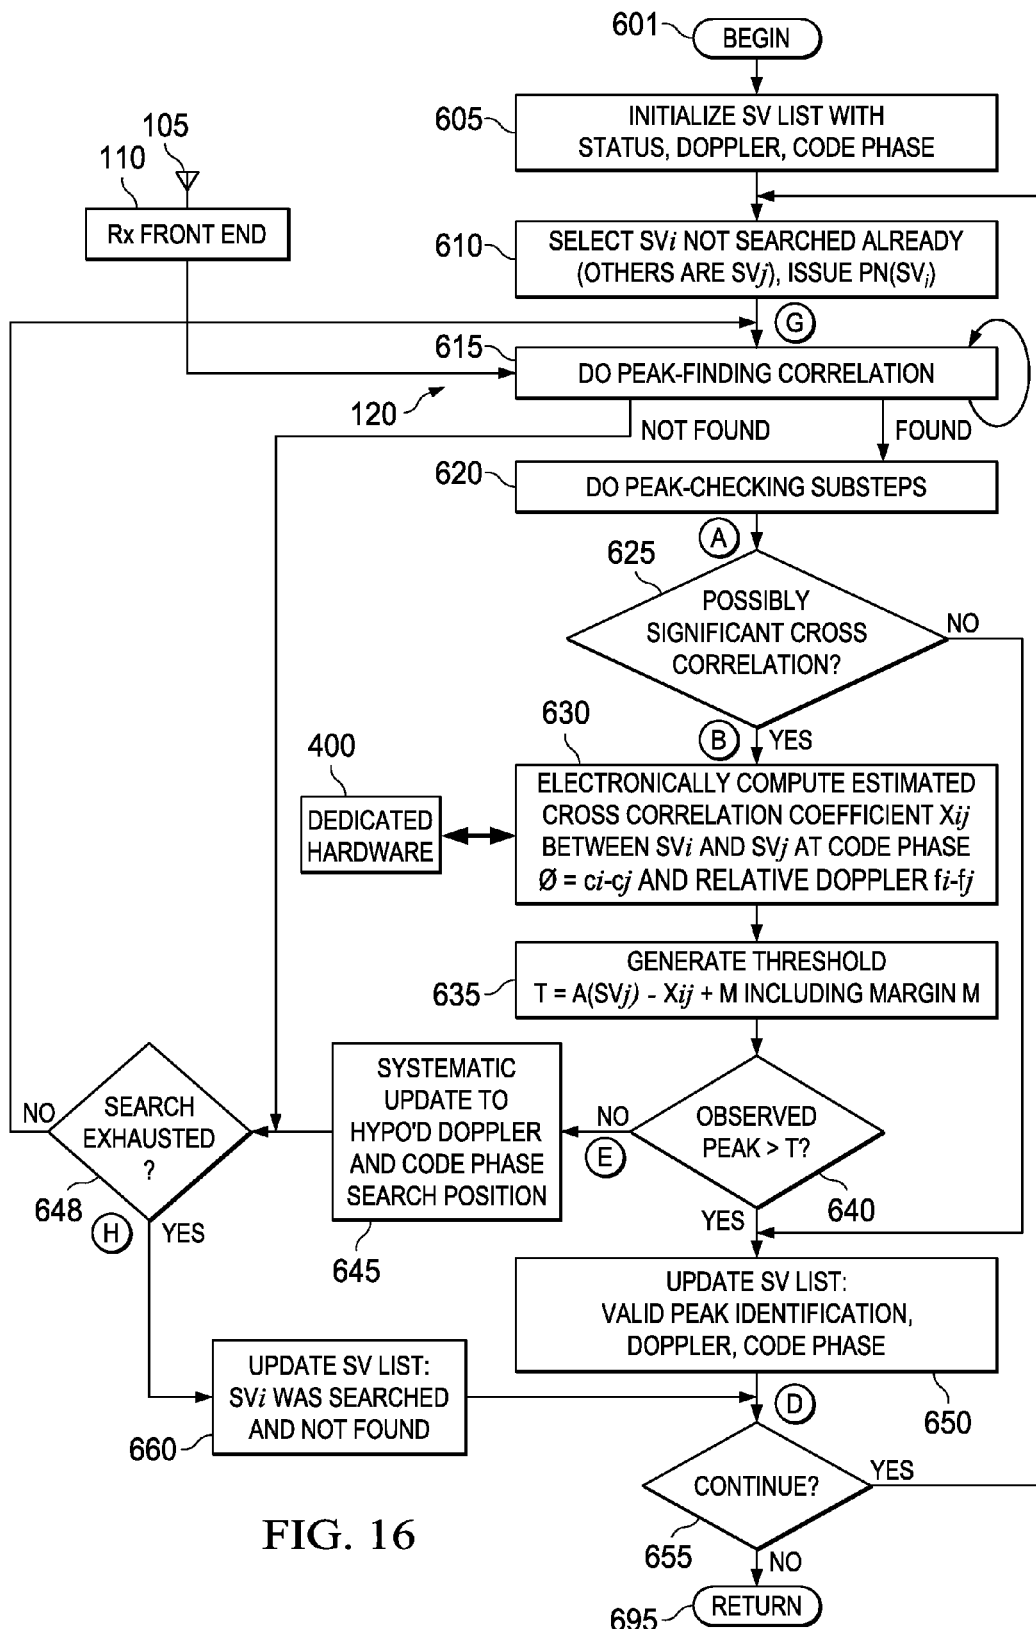 601
BEGIN
605
INITIALIZE SV LIST WITH
STATUS, DOPPLER, CODE PHASE
105
110
Rx FRONT END
610
SELECT SVi NOT SEARCHED ALREADY
(OTHERS ARE SVj), ISSUE PN(SVi)
G
615
DO PEAK-FINDING CORRELATION
120
NOT FOUND
FOUND
620
DO PEAK-CHECKING SUBSTEPS
A
625
POSSIBLY
SIGNIFICANT CROSS
CORRELATION?
NO
B
YES
630
400
DEDICATED
HARDWARE
ELECTRONICALLY COMPUTE ESTIMATED
CROSS CORRELATION COEFFICIENT Xij
BETWEEN SVi AND SVj AT CODE PHASE
Ø = ci-cj AND RELATIVE DOPPLER fi-fj
635
GENERATE THRESHOLD
T = A(SVj) - Xij + M INCLUDING MARGIN M
OBSERVED
PEAK > T?
640
NO
E
YES
SYSTEMATIC
UPDATE TO
HYPO'D DOPPLER
AND CODE PHASE
SEARCH POSITION
645
SEARCH
EXHAUSTED
?
NO
648
H
YES
UPDATE SV LIST:
VALID PEAK IDENTIFICATION,
DOPPLER, CODE PHASE
650
UPDATE SV LIST:
SVi WAS SEARCHED
AND NOT FOUND
660
D
CONTINUE?
YES
655
NO
695
RETURN
FIG. 16